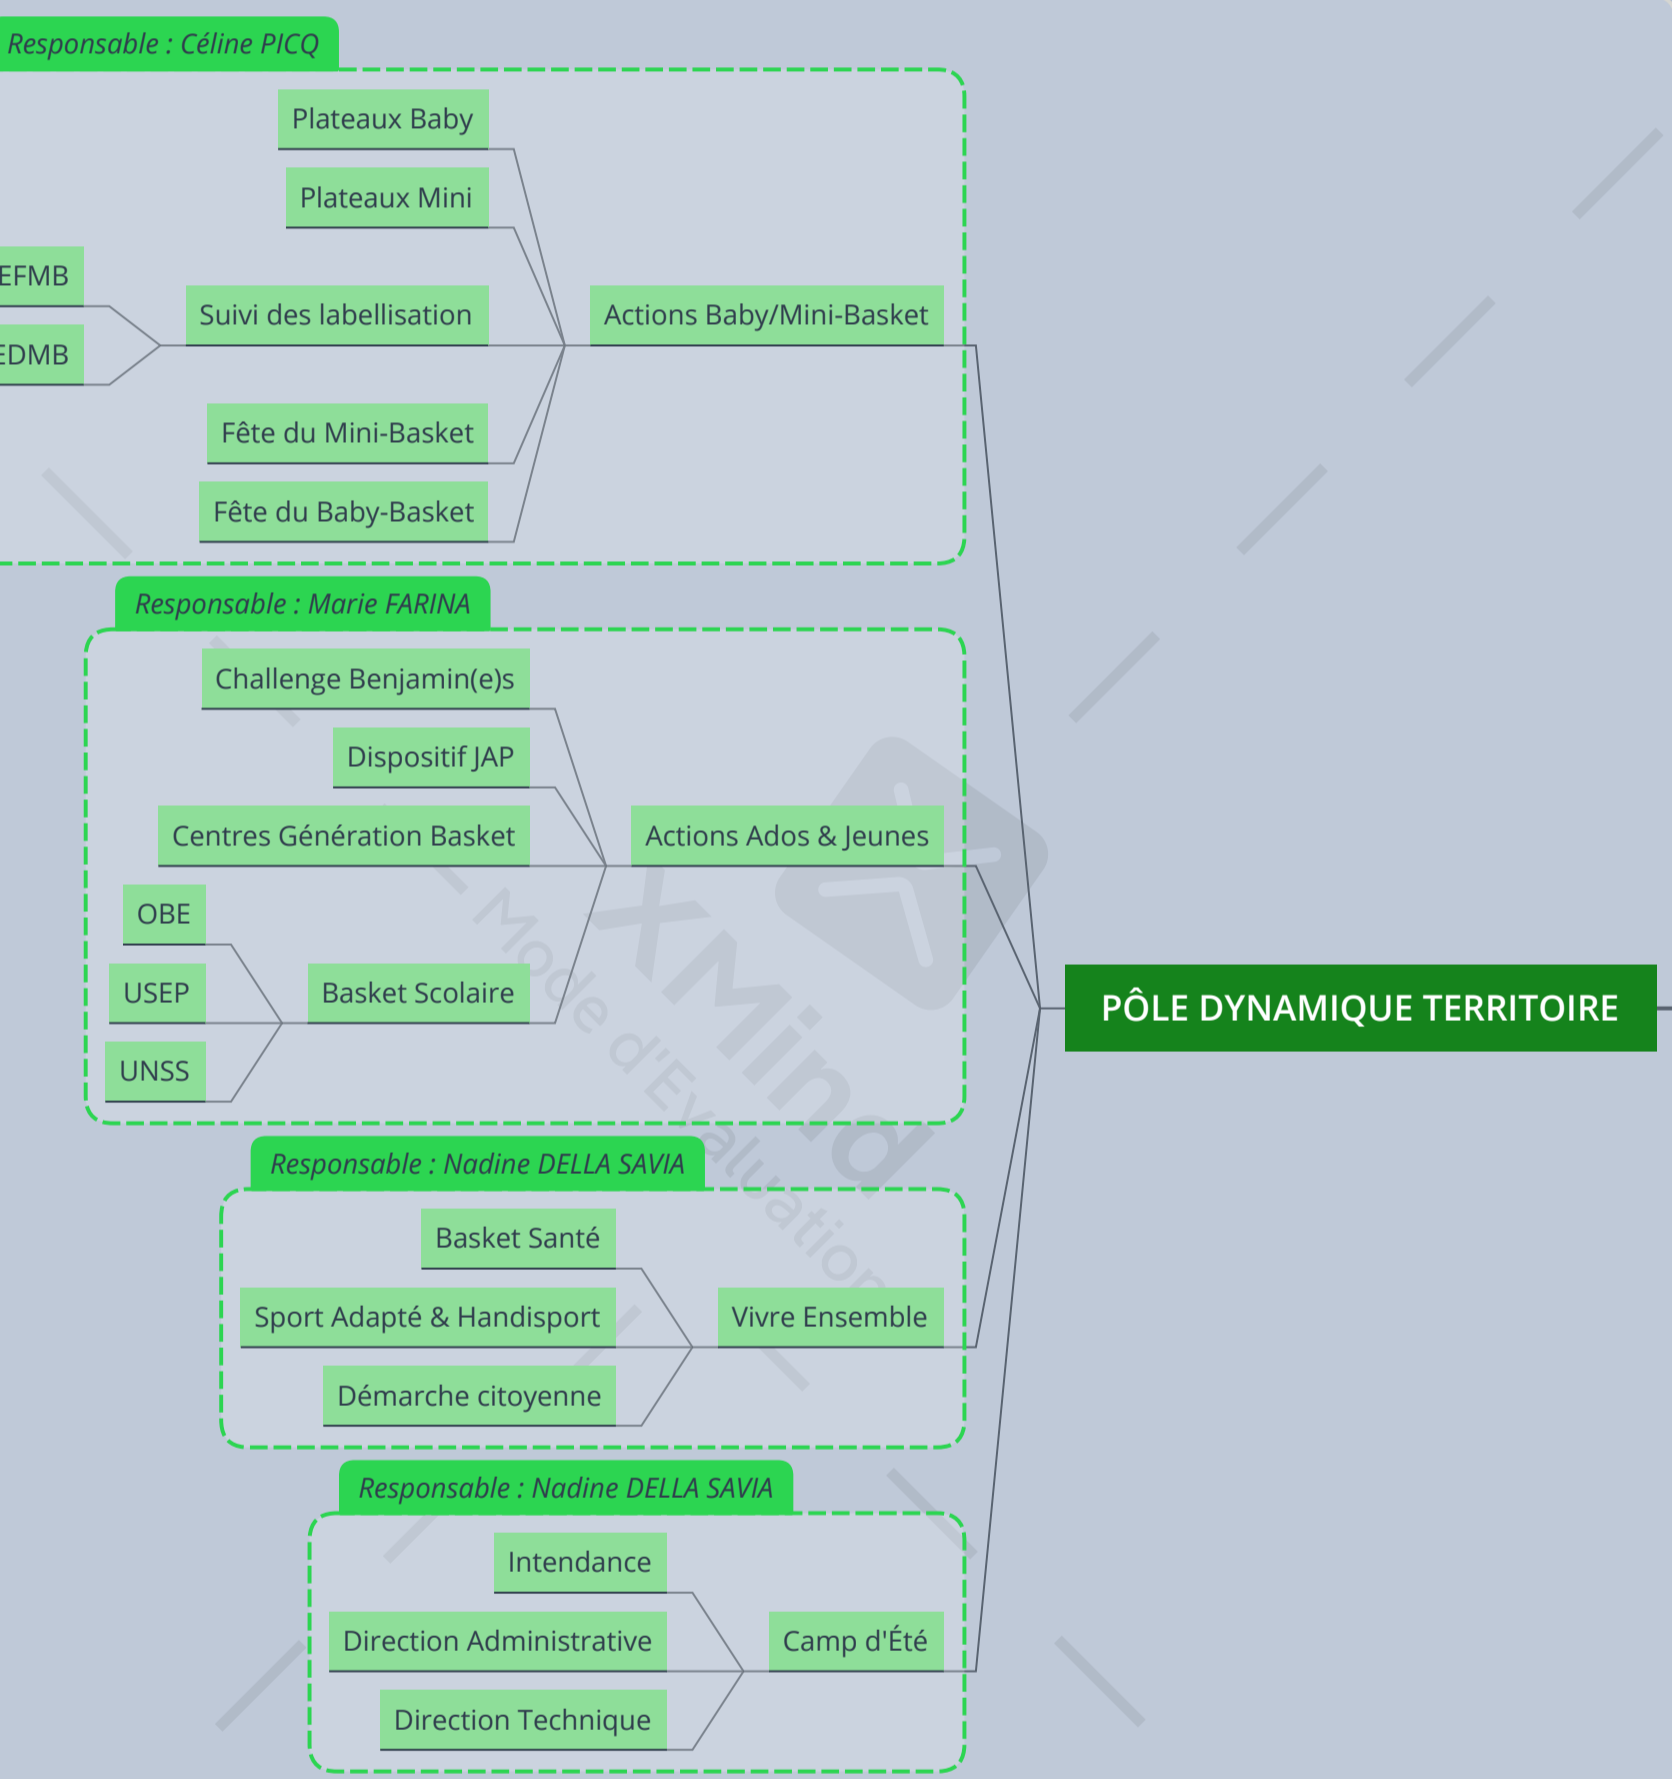 Responsable : Céline PICQ
Plateaux Baby
Plateaux Mini
EFMB
EDMB
Suivi des labellisation
Actions Baby/Mini-Basket
Fête du Mini-Basket
Fête du Baby-Basket
Responsable : Marie FARINA
Challenge Benjamin(e)s
Dispositif JAP
Centres Génération Basket
Actions Ados & Jeunes
OBE
USEP
Basket Scolaire
UNSS
PÔLE DYNAMIQUE TERRITOIRE
Responsable : Nadine DELLA SAVIA
Basket Santé
Sport Adapté & Handisport
Vivre Ensemble
Démarche citoyenne
Responsable : Nadine DELLA SAVIA
Intendance
Direction Administrative
Camp d'Été
Direction Technique
XMind
Mode d'Evaluation